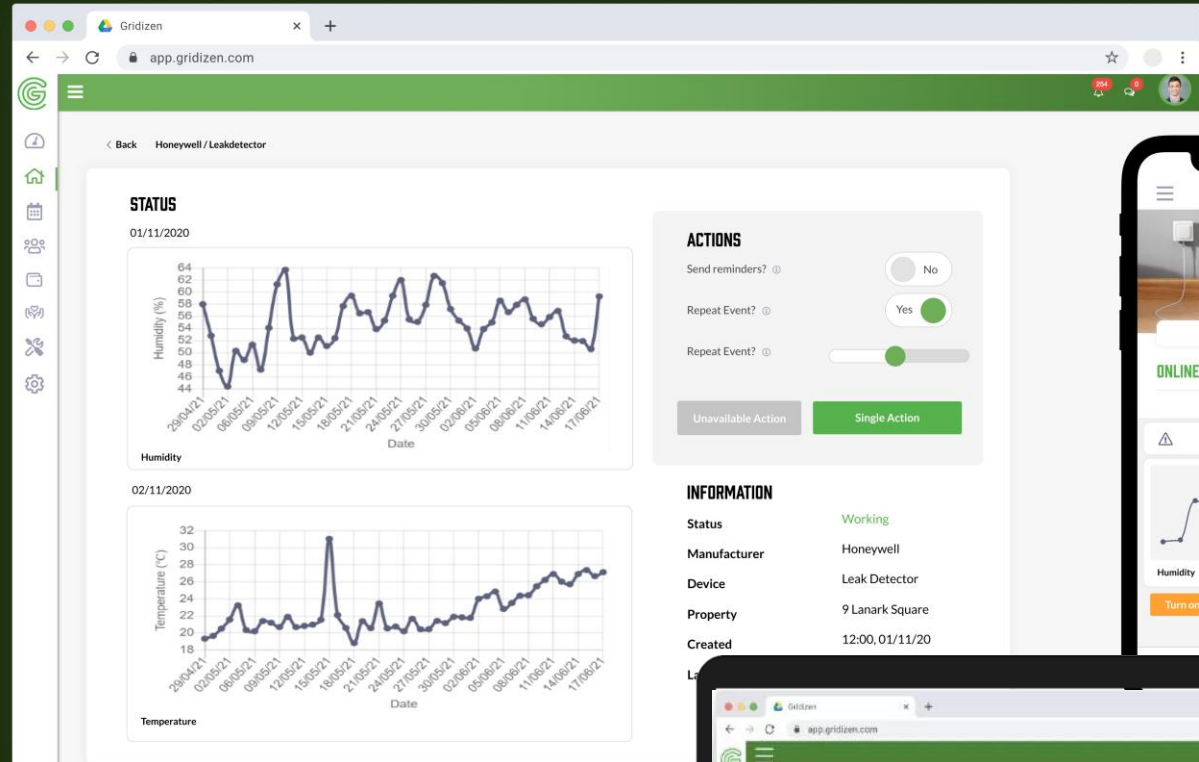 Gridizen
app.gridizen.com
264
0
Back Honeywell / Leakdetector
STATUS
01/11/2020
64
62
60
58
56
54
52
50
48
46
44
Humidity (%)
29/04/21 02/05/21 06/05/21 09/05/21 12/05/21 15/05/21 18/05/21 21/05/21 24/05/21 27/05/21 30/05/21 02/06/21 05/06/21 08/06/21 11/06/21 14/06/21 17/06/21
Date
Humidity
02/11/2020
32
30
28
26
24
22
20
18
Temperature (°C)
29/04/21 02/05/21 06/05/21 09/05/21 12/05/21 15/05/21 18/05/21 21/05/21 24/05/21 27/05/21 30/05/21 02/06/21 05/06/21 08/06/21 11/06/21 14/06/21 17/06/21
Date
Temperature
ACTIONS
Send reminders? No
Repeat Event? Yes
Repeat Event?
Unavailable Action Single Action
INFORMATION
Status Working
Manufacturer Honeywell
Device Leak Detector
Property 9 Lanark Square
Created 12:00, 01/11/20
ONLINE
Humidity
Turn on
Gridizen
app.gridizen.com